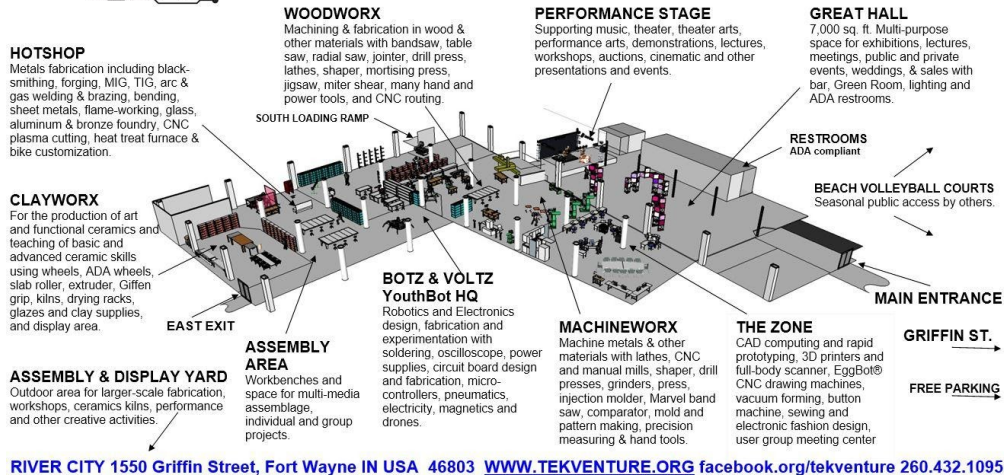 WOODWORX
Machining & fabrication in wood &
other materials with bandsaw, table
saw, radial saw, jointer, drill press,
lathes, shaper, mortising press,
jigsaw, miter shear, many hand and
power tools, and CNC routing.
PERFORMANCE STAGE
Supporting music, theater, theater arts,
performance arts, demonstrations, lectures,
workshops, auctions, cinematic and other
presentations and events.
GREAT HALL
7,000 sq. ft. Multi-purpose
space for exhibitions, lectures,
meetings, public and private
events, weddings, & sales with
bar, Green Room, lighting and
ADA restrooms.
HOTSHOP
Metals fabrication including black-
smithing, forging, MIG, TIG, arc &
gas welding & brazing, bending,
sheet metals, flame-working, glass,
aluminum & bronze foundry, CNC
plasma cutting, heat treat furnace &
bike customization.
SOUTH LOADING RAMP
RESTROOMS
ADA compliant
BEACH VOLLEYBALL COURTS
Seasonal public access by others.
CLAYWORX
For the production of art
and functional ceramics and
teaching of basic and
advanced ceramic skills
using wheels, ADA wheels,
slab roller, extruder, Giffen
grip, kilns, drying racks,
glazes and clay supplies,
and display area.
EAST EXIT
MAIN ENTRANCE
GRIFFIN ST.
FREE PARKING
ASSEMBLY & DISPLAY YARD
Outdoor area for larger-scale fabrication,
workshops, ceramics kilns, performance
and other creative activities.
ASSEMBLY
AREA
Workbenches and
space for multi-media
assemblage,
individual and group
projects.
BOTZ & VOLTZ
YouthBot HQ
Robotics and Electronics
design, fabrication and
experimentation with
soldering, oscilloscope, power
supplies, circuit board design
and fabrication, micro-
controllers, pneumatics,
electricity, magnetics and
drones.
MACHINEWORX
Machine metals & other
materials with lathes, CNC
and manual mills, shaper, drill
presses, grinders, press,
injection molder, Marvel band
saw, comparator, mold and
pattern making, precision
measuring & hand tools.
THE ZONE
CAD computing and rapid
prototyping, 3D printers and
full-body scanner, EggBot®
CNC drawing machines,
vacuum forming, button
machine, sewing and
electronic fashion design,
user group meeting center
RIVER CITY 1550 Griffin Street, Fort Wayne IN USA 46803 WWW.TEKVENTURE.ORG facebook.org/tekventure 260.432.1095